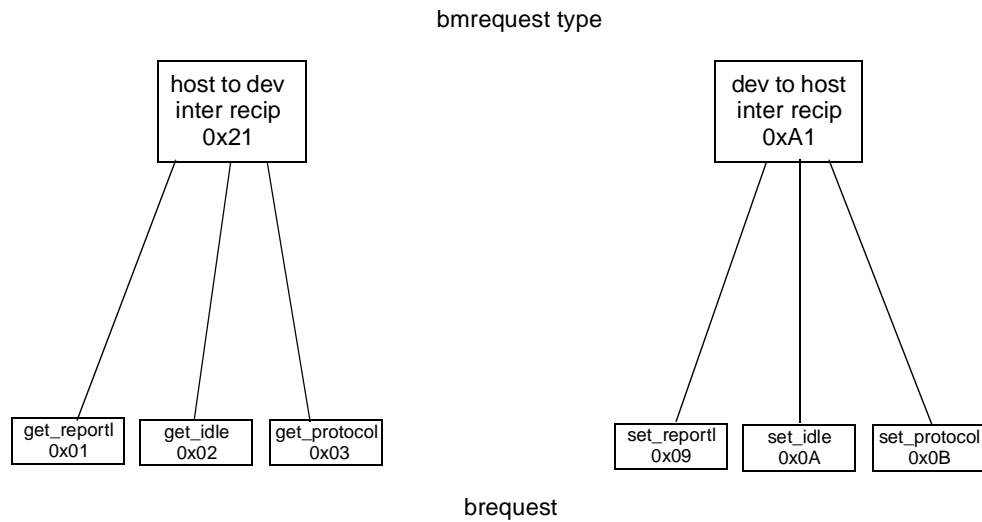 bmrequest type
host to dev
inter recip
0x21
dev to host
inter recip
0xA1
get_reportl
0x01
get_idle
0x02
get_protocol
0x03
set_reportl
0x09
set_idle
0x0A
set_protocol
0x0B
brequest